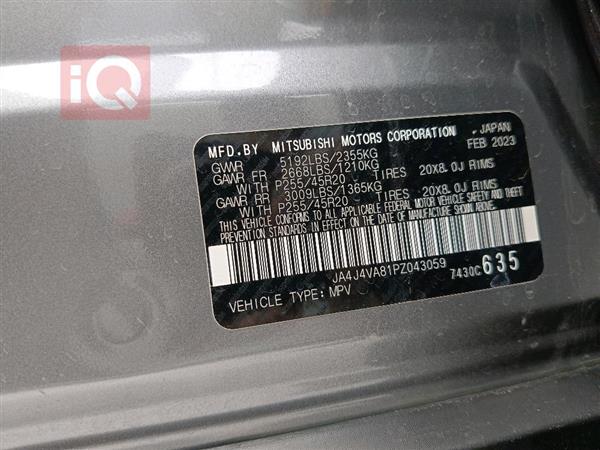 iQ
MFD.BY MITSUBISHI MOTORS CORPORATION JAPAN
GVWR 5192LBS/2355KG FEB 2023
GAWR FR 2668LBS/1210KG
WITH P255/45R20 TIRES 20X8.0J RIMS
GAWR RR 3009LBS/1365KG
WITH P255/45R20 TIRES 20X8.0J RIMS
THIS VEHICLE CONFORMS TO ALL APPLICABLE FEDERAL MOTOR VEHICLE SAFETY AND THEFT
PREVENTION STANDARDS IN EFFECT ON THE DATE OF MANUFACTURE SHOWN ABOVE.
JA4J4VA81PZ043059
7430C 635
VEHICLE TYPE: MPV